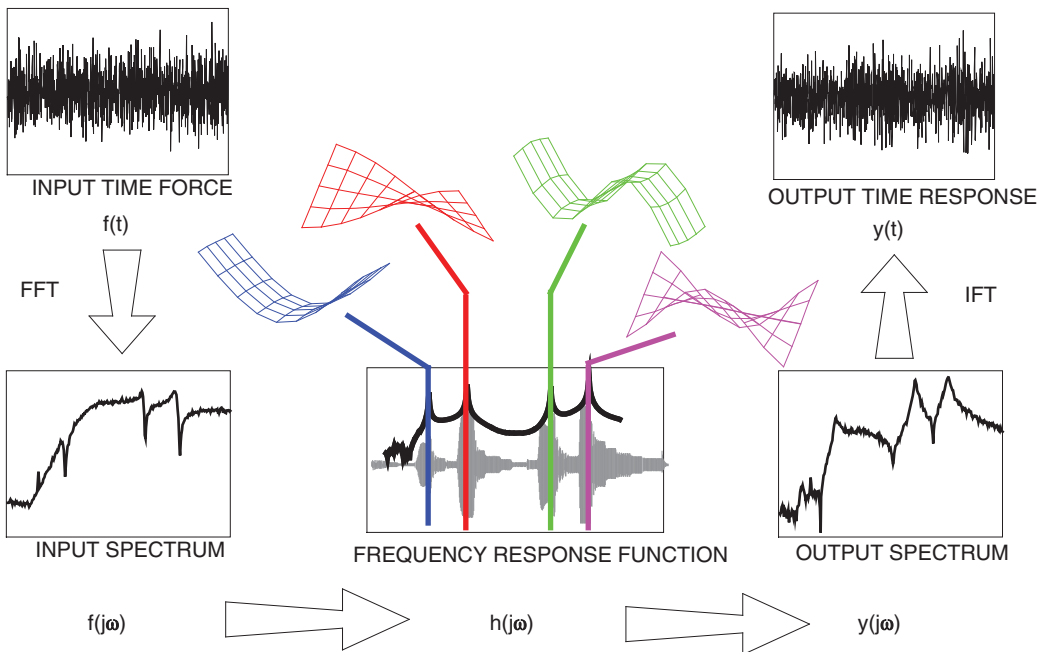 INPUT TIME FORCE
f(t)
FFT
INPUT SPECTRUM
f(jω)
FREQUENCY RESPONSE FUNCTION
h(jω)
OUTPUT TIME RESPONSE
y(t)
IFT
OUTPUT SPECTRUM
y(jω)